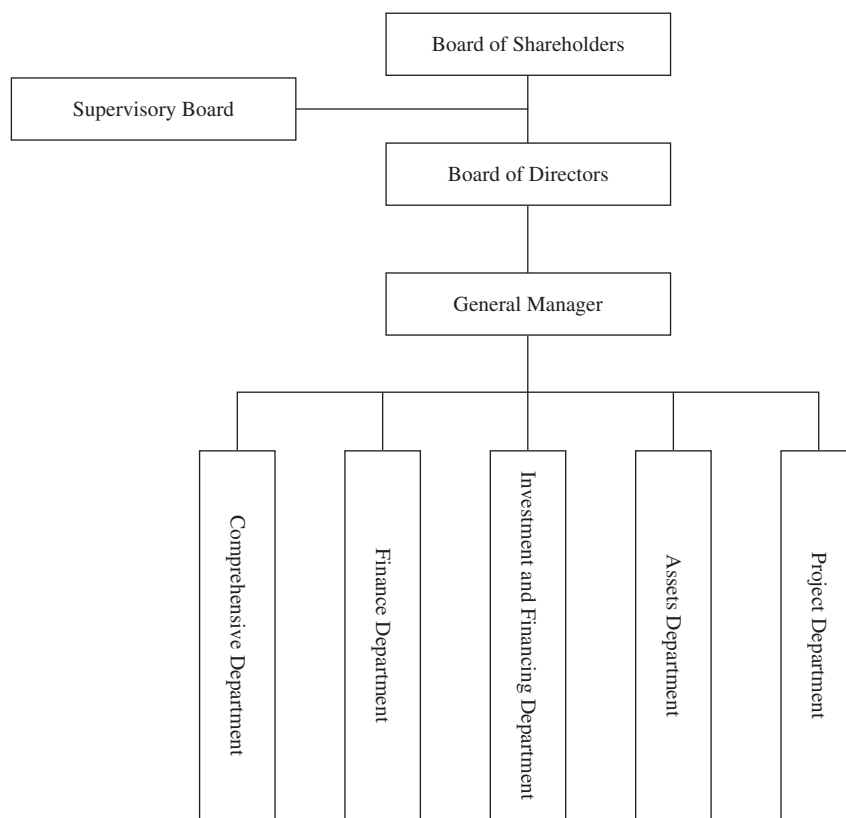 Board of Shareholders
Supervisory Board
Board of Directors
General Manager
Comprehensive Department
Finance Department
Investment and Financing Department
Assets Department
Project Department